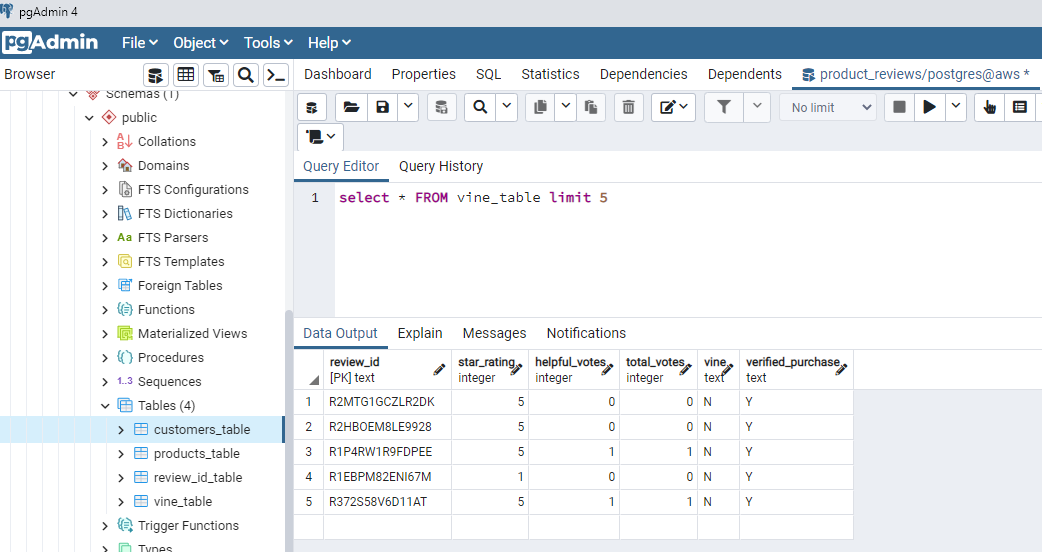 pgAdmin 4
pgAdmin File Object Tools Help
Browser
Dashboard Properties SQL Statistics Dependencies Dependents product_reviews/postgres@aws *
No limit
Query Editor Query History
1 select * FROM vine_table limit 5
Schemas (1)
public
Collations
Domains
FTS Configurations
FTS Dictionaries
Aa FTS Parsers
FTS Templates
Foreign Tables
Functions
Materialized Views
Procedures
1..3 Sequences
Tables (4)
customers_table
products_table
review_id_table
vine_table
Trigger Functions
Types
Data Output Explain Messages Notifications
review_id star_rating helpful_votes total_votes vine verified_purchase
[PK] text integer integer integer text text
1 R2MTG1GCZLR2DK 5 0 0 N Y
2 R2HBOEM8LE9928 5 0 0 N Y
3 R1P4RW1R9FDPEE 5 1 1 N Y
4 R1EBPM82ENI67M 1 0 0 N Y
5 R372S58V6D11AT 5 1 1 N Y